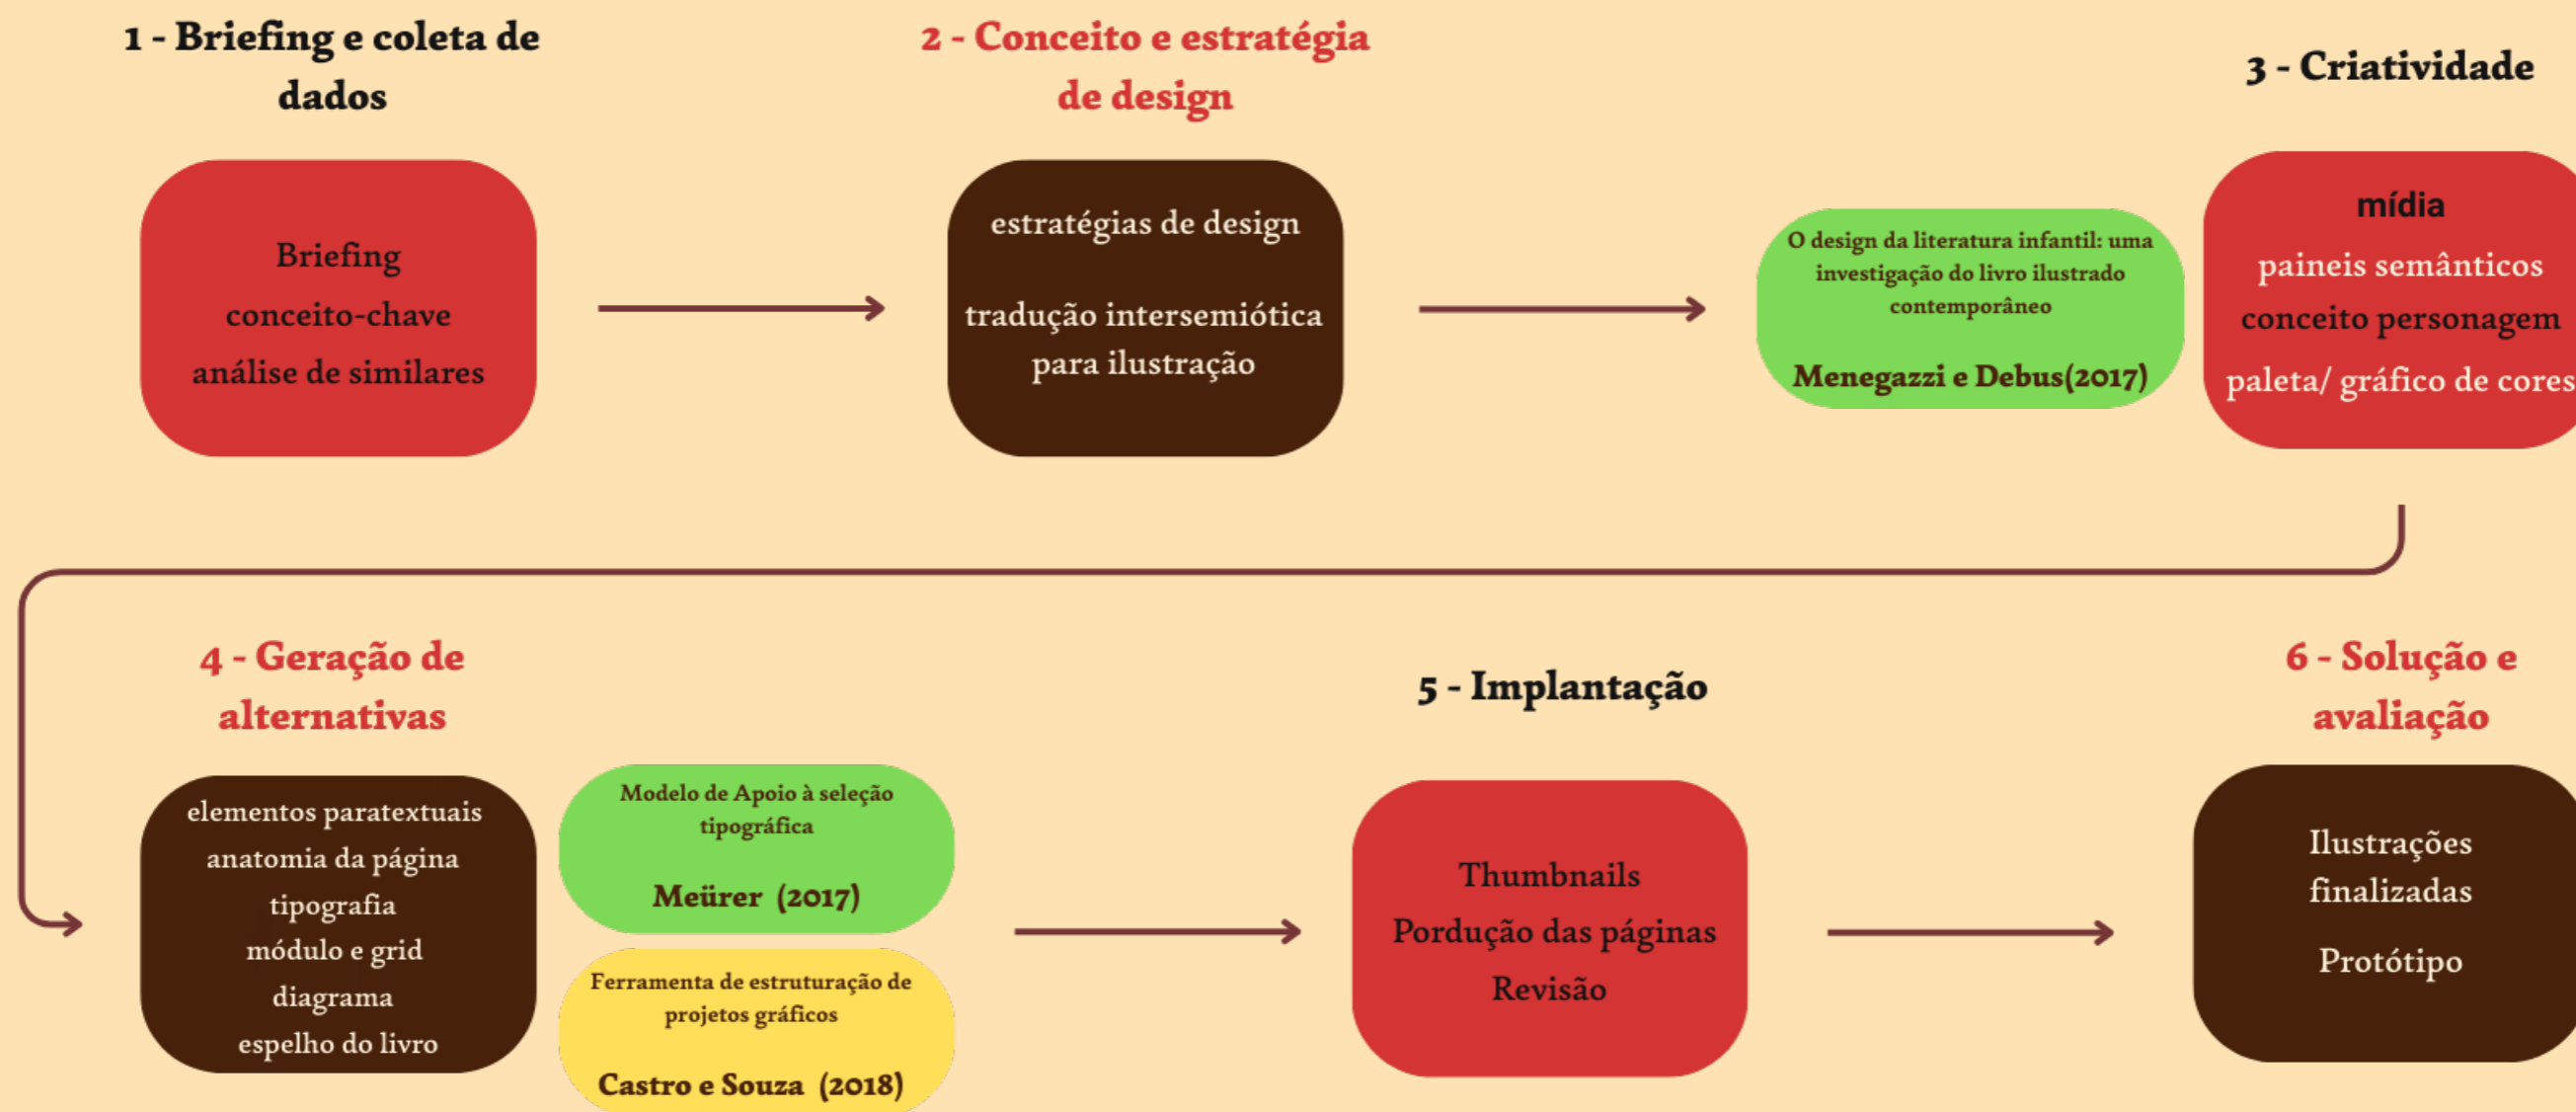 1 - Briefing e coleta de
dados
Briefing
conceito-chave
análise de similares
2 - Conceito e estratégia
de design
estratégias de design
tradução intersemiótica
para ilustração
3 - Criatividade
O design da literatura infantil: uma
investigação do livro ilustrado
contemporâneo
Menegazzi e Debus(2017)
mídia
paineis semânticos
conceito personagem
paleta/ gráfico de cores
4 - Geração de
alternativas
elementos paratextuais
anatomia da página
tipografia
módulo e grid
diagrama
espelho do livro
Modelo de Apoio à seleção
tipográfica
Meürer (2017)
Ferramenta de estruturação de
projetos gráficos
Castro e Souza (2018)
5 - Implantação
Thumbnails
Pordução das páginas
Revisão
6 - Solução e
avaliação
Ilustrações
finalizadas
Protótipo